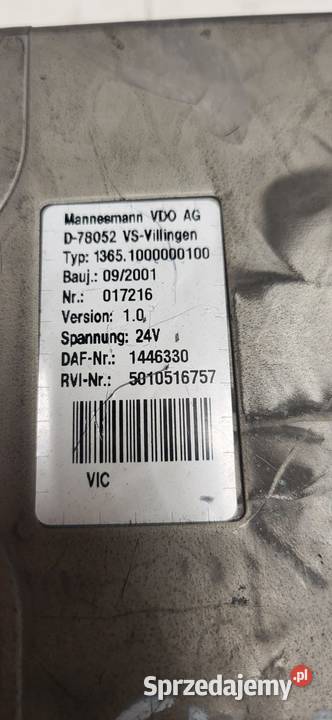 Mannesmann VDO AG
D-78052 VS-Villingen
Typ: 1365.1000000100
Bauj.: 09/2001
Nr.: 017216
Version: 1.0
Spannung: 24V
DAF-Nr.: 1446330
RVI-Nr.: 5010516757
VIC
Sprzedajemy.pl